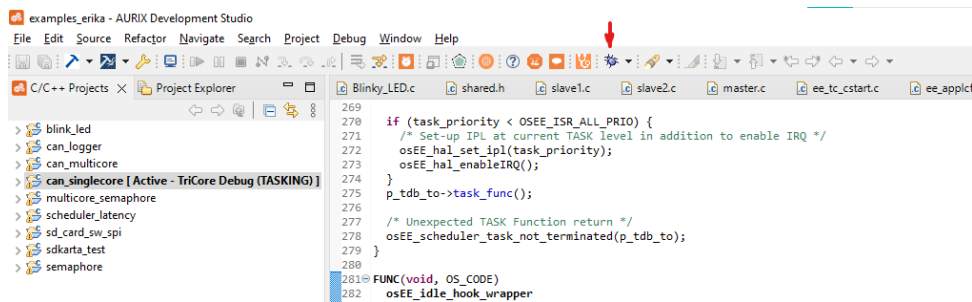 examples_erika - AURIX Development Studio
File Edit Source Refactor Navigate Search Project Debug Window Help
C/C++ Projects Project Explorer
blink_led
can_logger
can_multicore
can_singlecore [ Active - TriCore Debug (TASKING) ]
multicore_semaphore
scheduler_latency
sd_card_sw_spi
sdkarta_test
semaphore
Blinky_LED.c shared.h slave1.c slave2.c master.c ee_tc_cstart.c ee_applcf
269
270 if (task_priority < OSEE_ISR_ALL_PRIO) {
271 /* Set-up IPL at current TASK level in addition to enable IRQ */
272 osEE_hal_set_ipl(task_priority);
273 osEE_hal_enableIRQ();
274 }
275 p_tdb_to->task_func();
276
277 /* Unexpected TASK Function return */
278 osEE_scheduler_task_not_terminated(p_tdb_to);
279 }
280
281 FUNC(void, OS_CODE)
282 osEE_idle_hook_wrapper